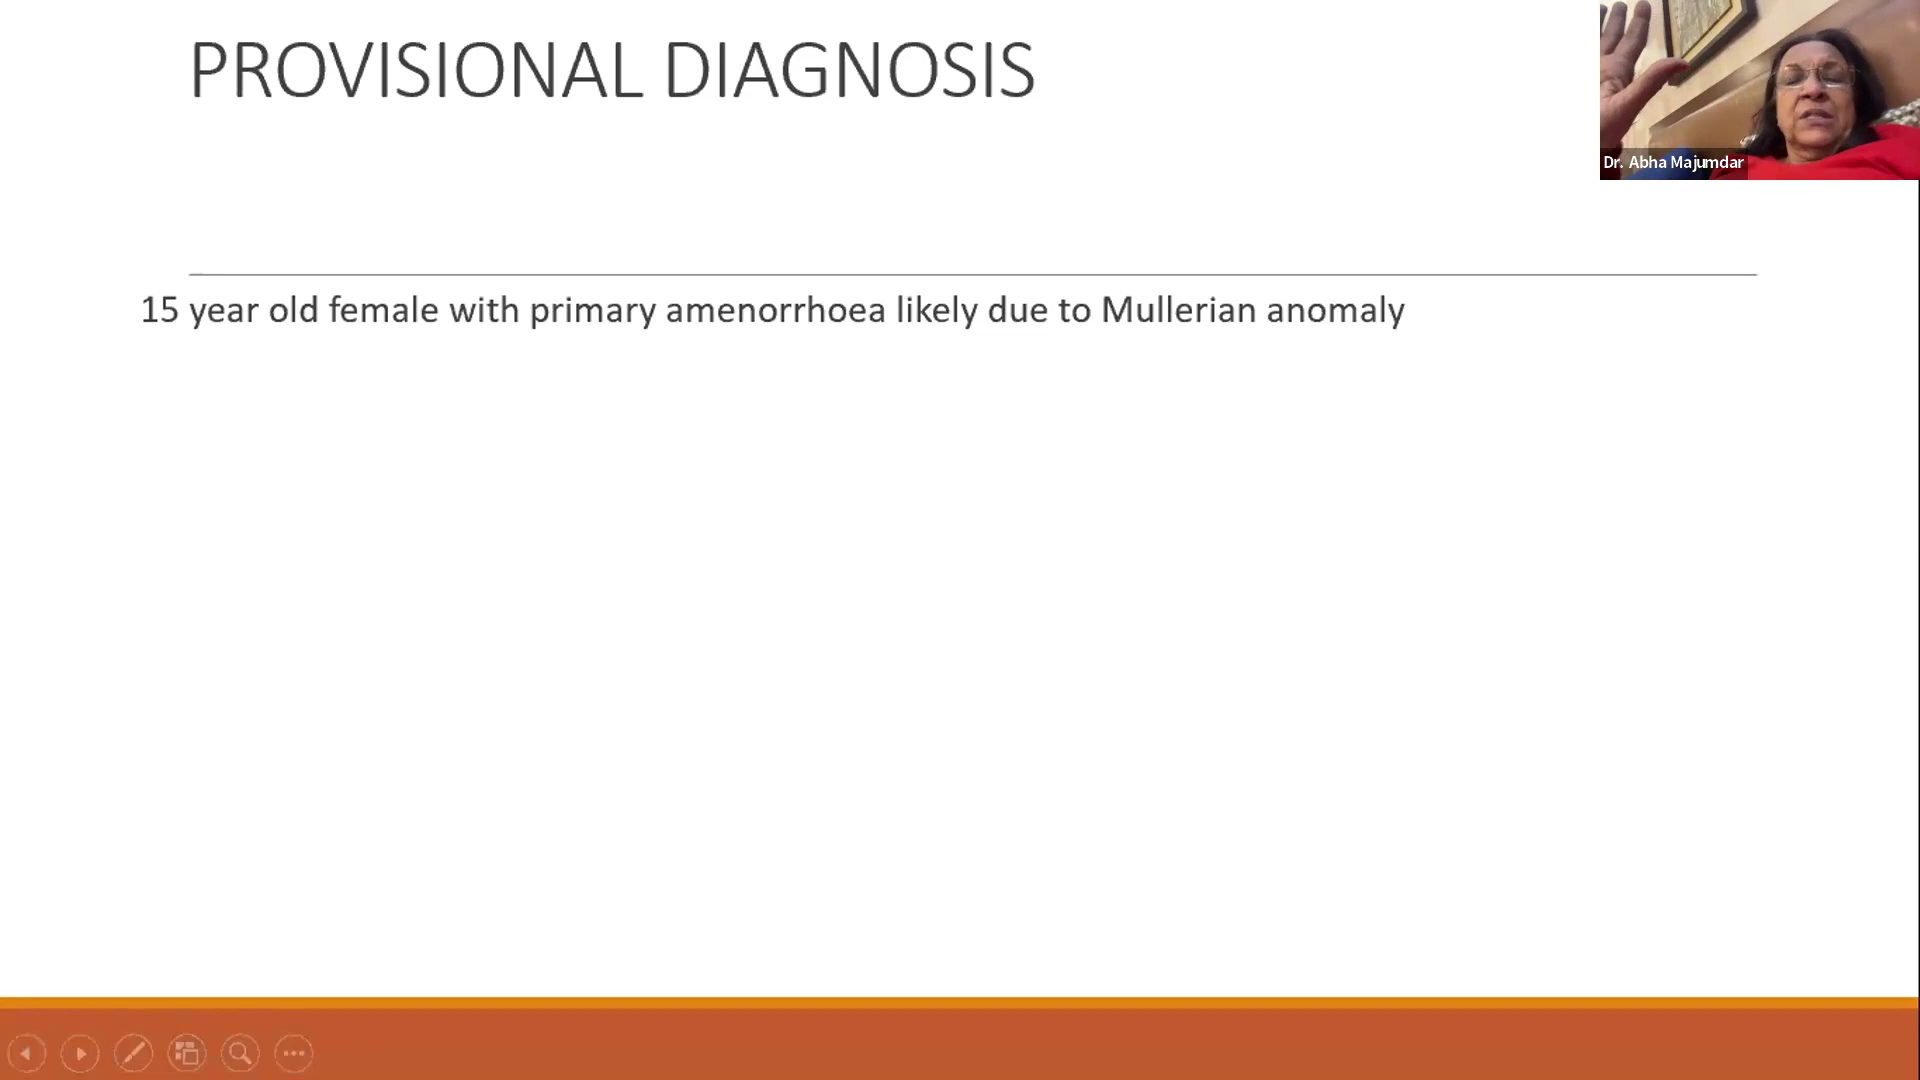 PROVISIONAL DIAGNOSIS
Dr. Abha Majumdar
15 year old female with primary amenorrhoea likely due to Mullerian anomaly